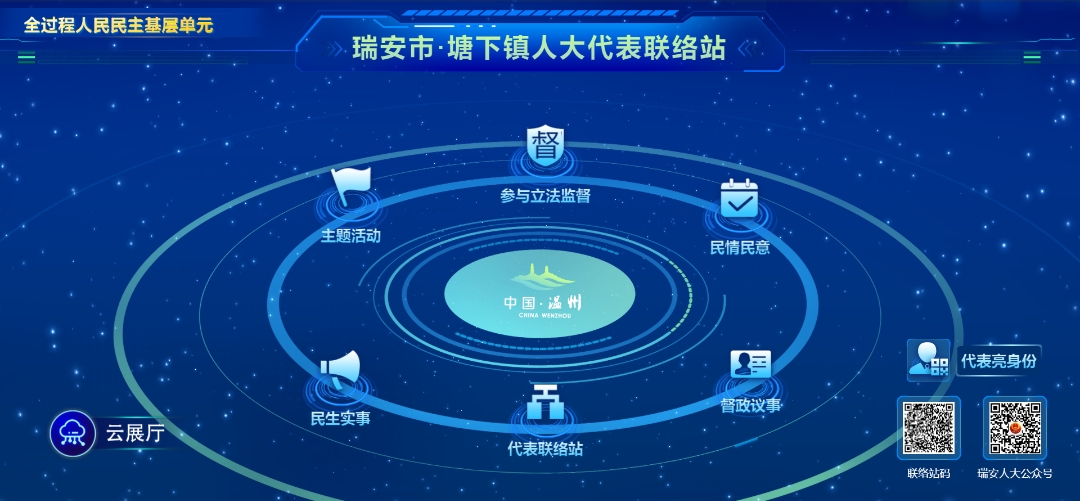 全过程人民民主基层单元
瑞安市·塘下镇人大代表联络站
督
参与立法监督
主题活动
民情民意
中国·温州
CHINA WENZHOU
民生实事
代表联络站
督政议事
代表亮身份
云展厅
联络站码
瑞安人大公众号